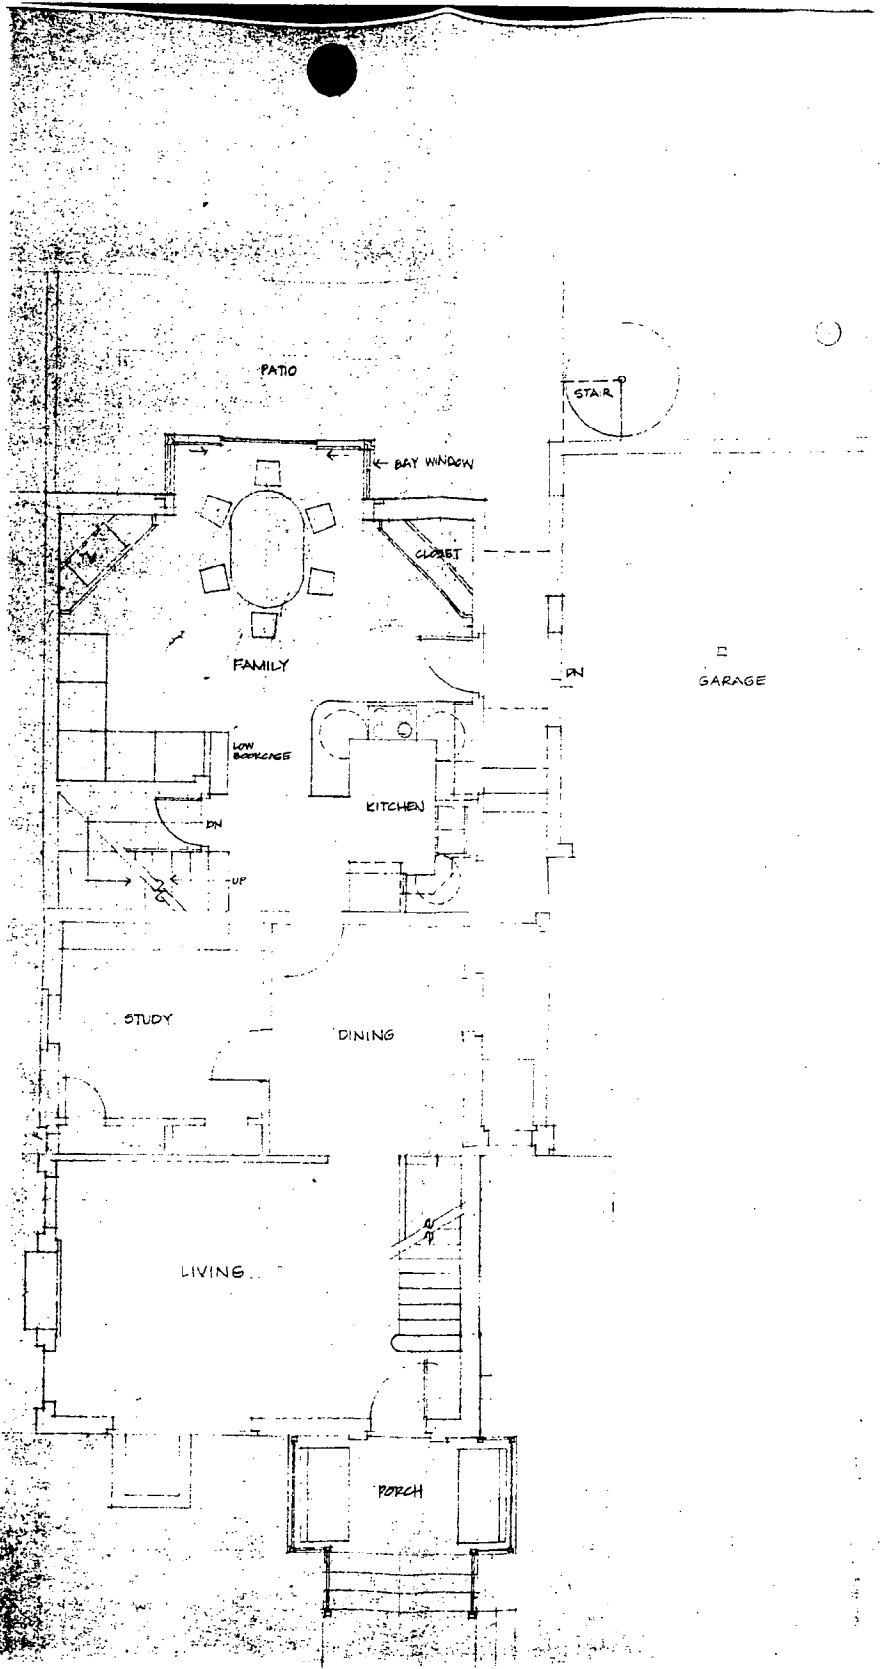 PATIO
STAIR
BAY WINDOW
TV
CLOSET
FAMILY
DN
GARAGE
LOW
BOOKCASE
KITCHEN
DN
UP
STUDY
DINING
LIVING
PORCH